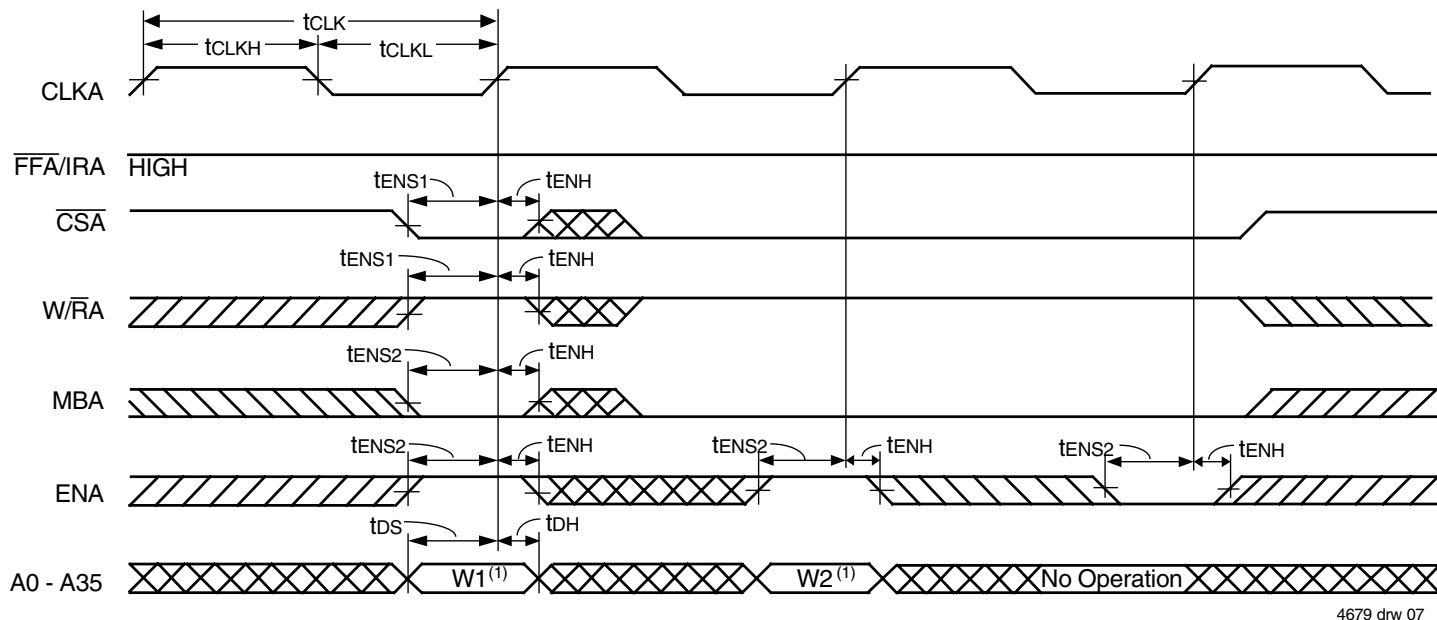 tCLK
tCLKH tCLKL
CLKA
FFA/IRA HIGH
tENS1 tENH
CSA
tENS1 tENH
W/RA
tENS2 tENH
MBA
tENS2 tENH tENS2 tENH tENS2 tENH
ENA
tDS tDH
A0 - A35 W1(1) W2(1) No Operation
4679 drw 07